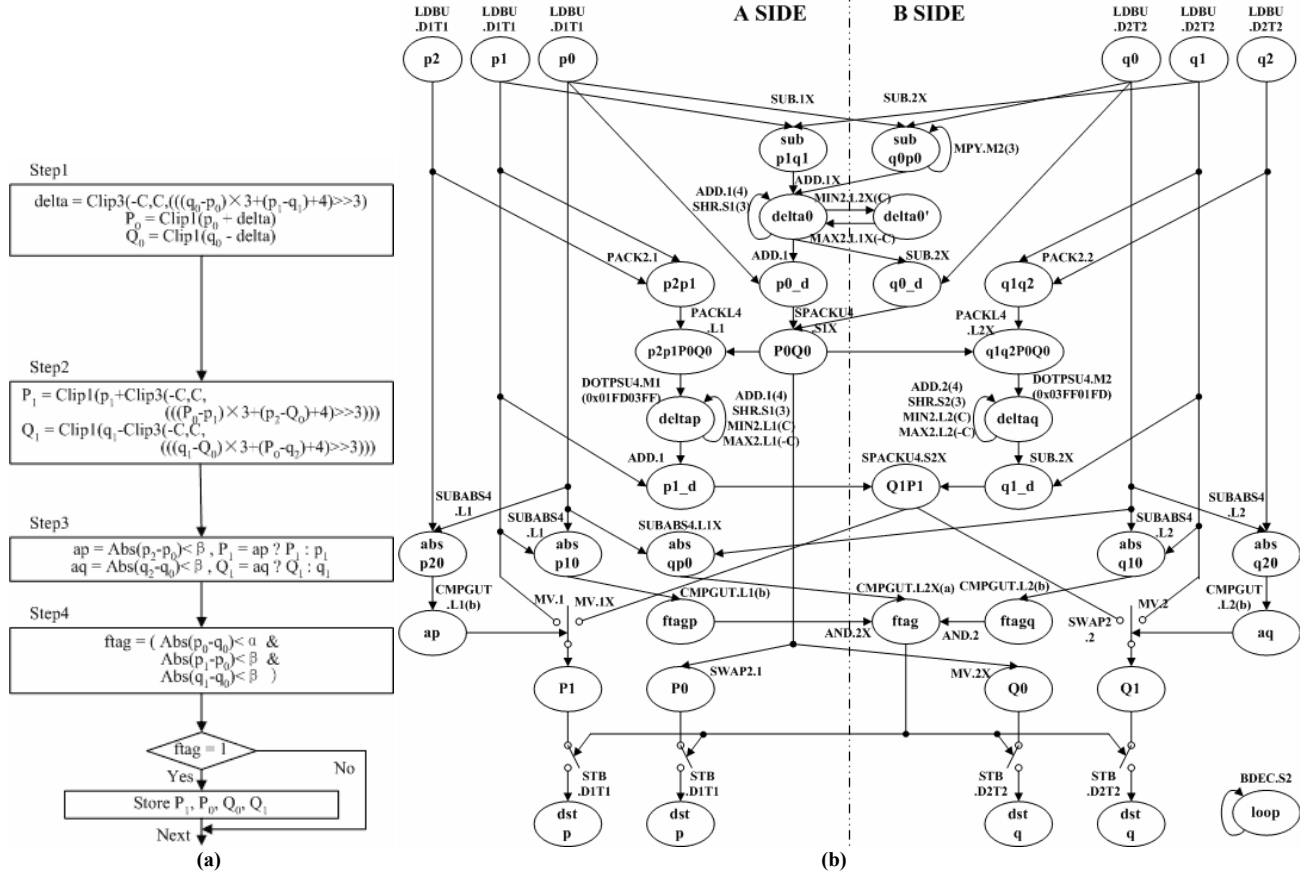 Step1
delta = Clip3(-C,C,(((q0-p0)×3+(p1-q1)+4)>>3)
P0 = Clip1(p0 + delta)
Q0 = Clip1(q0 - delta)
Step2
P1 = Clip1(p1+Clip3(-C,C,
(((P0-p1)×3+(p2-Q0)+4)>>3)))
Q1 = Clip1(q1-Clip3(-C,C,
(((q1-Q0)×3+(P0-q2)+4)>>3)))
Step3
ap = Abs(p2-p0)<β, P1 = ap ? P1 : p1
aq = Abs(q2-q0)<β, Q1 = aq ? Q1 : q1
Step4
ftag = ( Abs(p0-q0)<α &
Abs(p1-p0)<β &
Abs(q1-q0)<β )
ftag = 1
Yes
No
Store P1, P0, Q0, Q1
Next
(a)
A SIDE
B SIDE
LDBU
.D1T1
LDBU
.D1T1
LDBU
.D1T1
LDBU
.D2T2
LDBU
.D2T2
LDBU
.D2T2
p2
p1
p0
q0
q1
q2
SUB.1X
SUB.2X
sub
p1q1
sub
q0p0
MPY.M2(3)
ADD.1X
ADD.1(4)
SHR.S1(3)
MIN2.L2X(C)
delta0
delta0'
MAX2.L1X(-C)
PACK2.1
ADD.1
SUB.2X
PACK2.2
p2p1
p0_d
q0_d
q1q2
PACKL4
.L1
SPACKU4
.S1X
PACKL4
.L2X
p2p1P0Q0
P0Q0
q1q2P0Q0
DOTPSU4.M1
(0x01FD03FF)
DOTPSU4.M2
(0x03FF01FD)
deltap
ADD.1(4)
SHR.S1(3)
MIN2.L1(C)
MAX2.L1(-C)
ADD.2(4)
SHR.S2(3)
MIN2.L2(C)
MAX2.L2(-C)
deltaq
ADD.1
SPACKU4.S2X
SUB.2X
p1_d
Q1P1
q1_d
SUBABS4
.L1
SUBABS4
.L1
SUBABS4.L1X
SUBABS4
.L2
SUBABS4
.L2
abs
p20
abs
p10
abs
qp0
abs
q10
abs
q20
CMPGUT
.L1(b)
CMPGUT.L1(b)
CMPGUT.L2X(a)
CMPGUT.L2(b)
CMPGUT
.L2(b)
MV.1
MV.1X
SWAP2
.2
MV.2
ap
ftagp
ftag
ftagq
aq
AND.2X
AND.2
SWAP2.1
MV.2X
P1
P0
Q0
Q1
STB
.D1T1
STB
.D1T1
STB
.D2T2
STB
.D2T2
dst
p
dst
p
dst
q
dst
q
BDEC.S2
loop
(b)